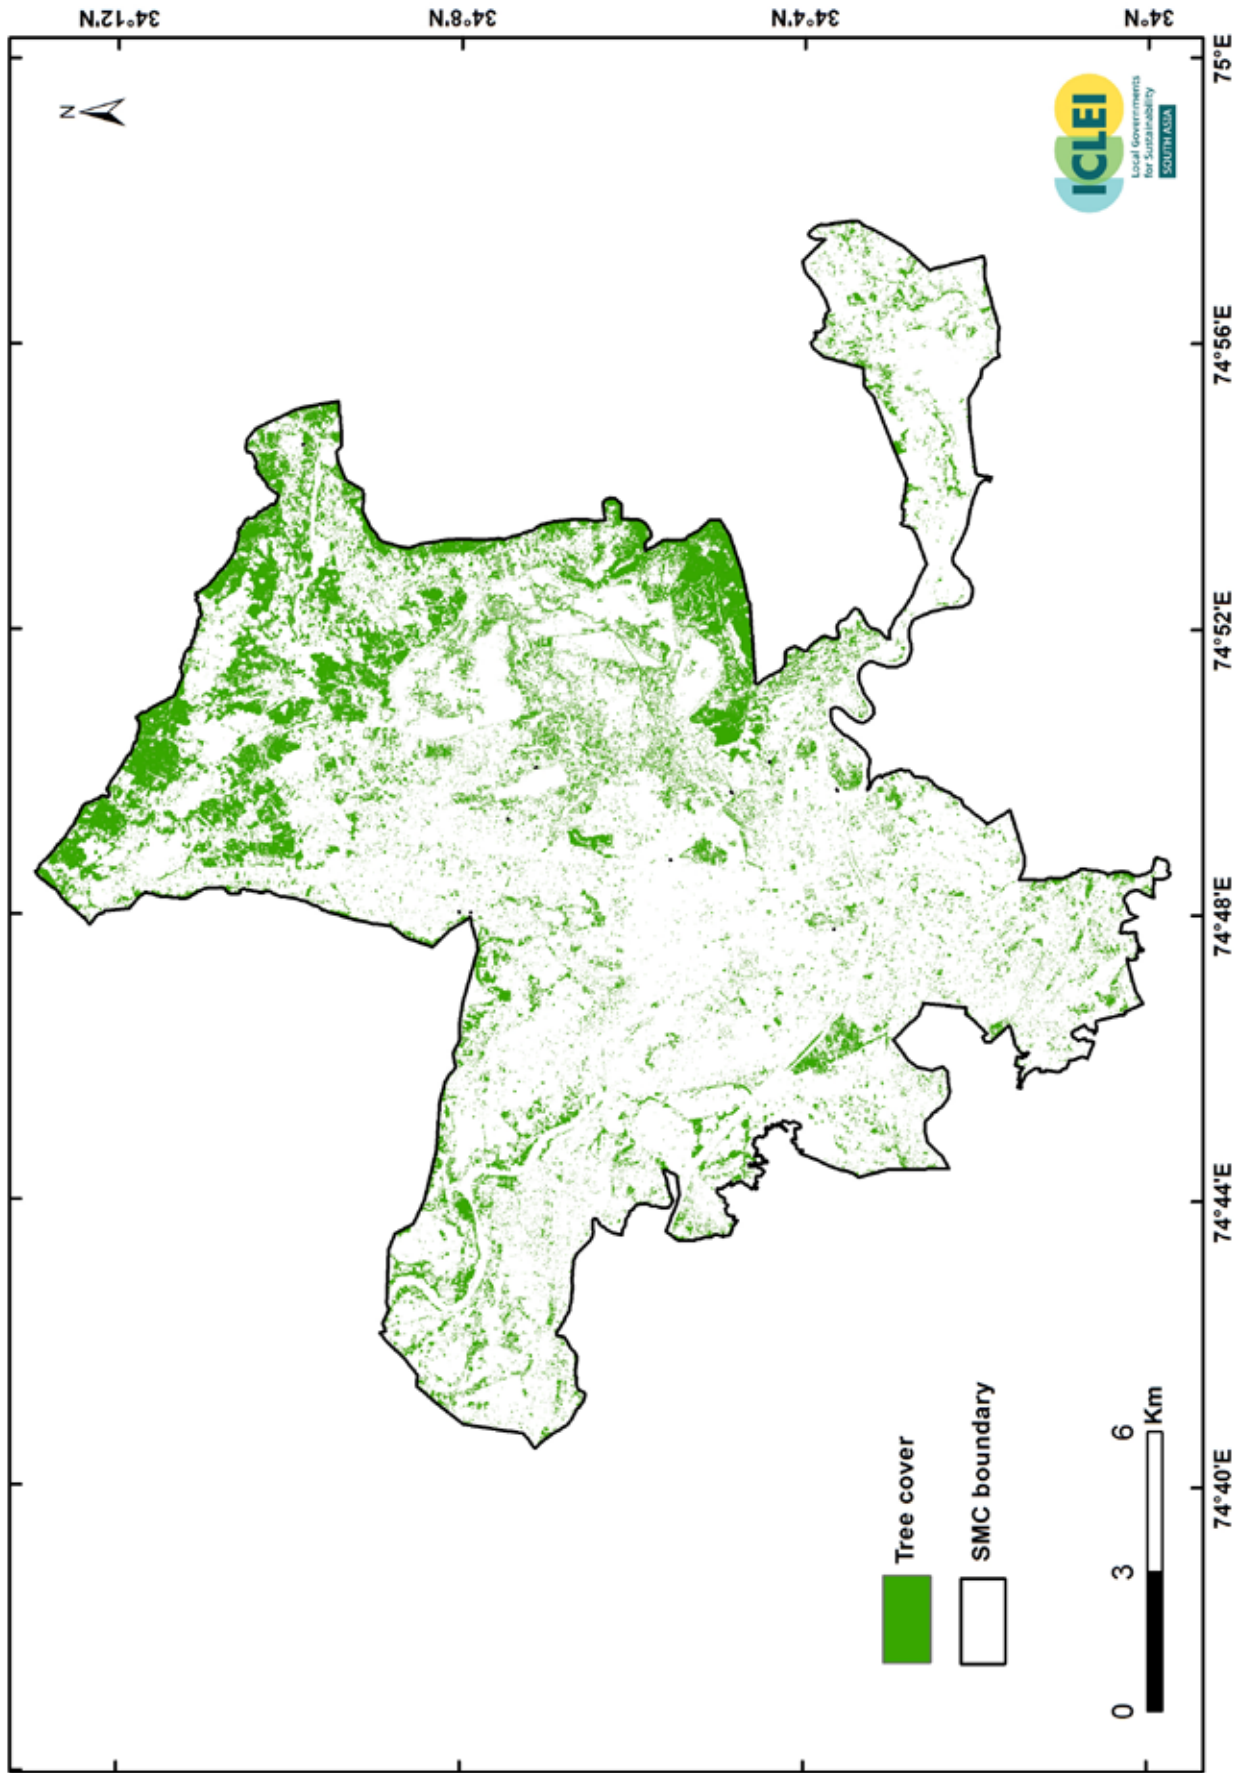 N
34°12'N
34°8'N
34°4'N
34°N
75°E
74°56'E
74°52'E
74°48'E
74°44'E
74°40'E
ICLEI
Local Governments
for Sustainability
SOUTH ASIA
Tree cover
SMC boundary
0 3 6
Km